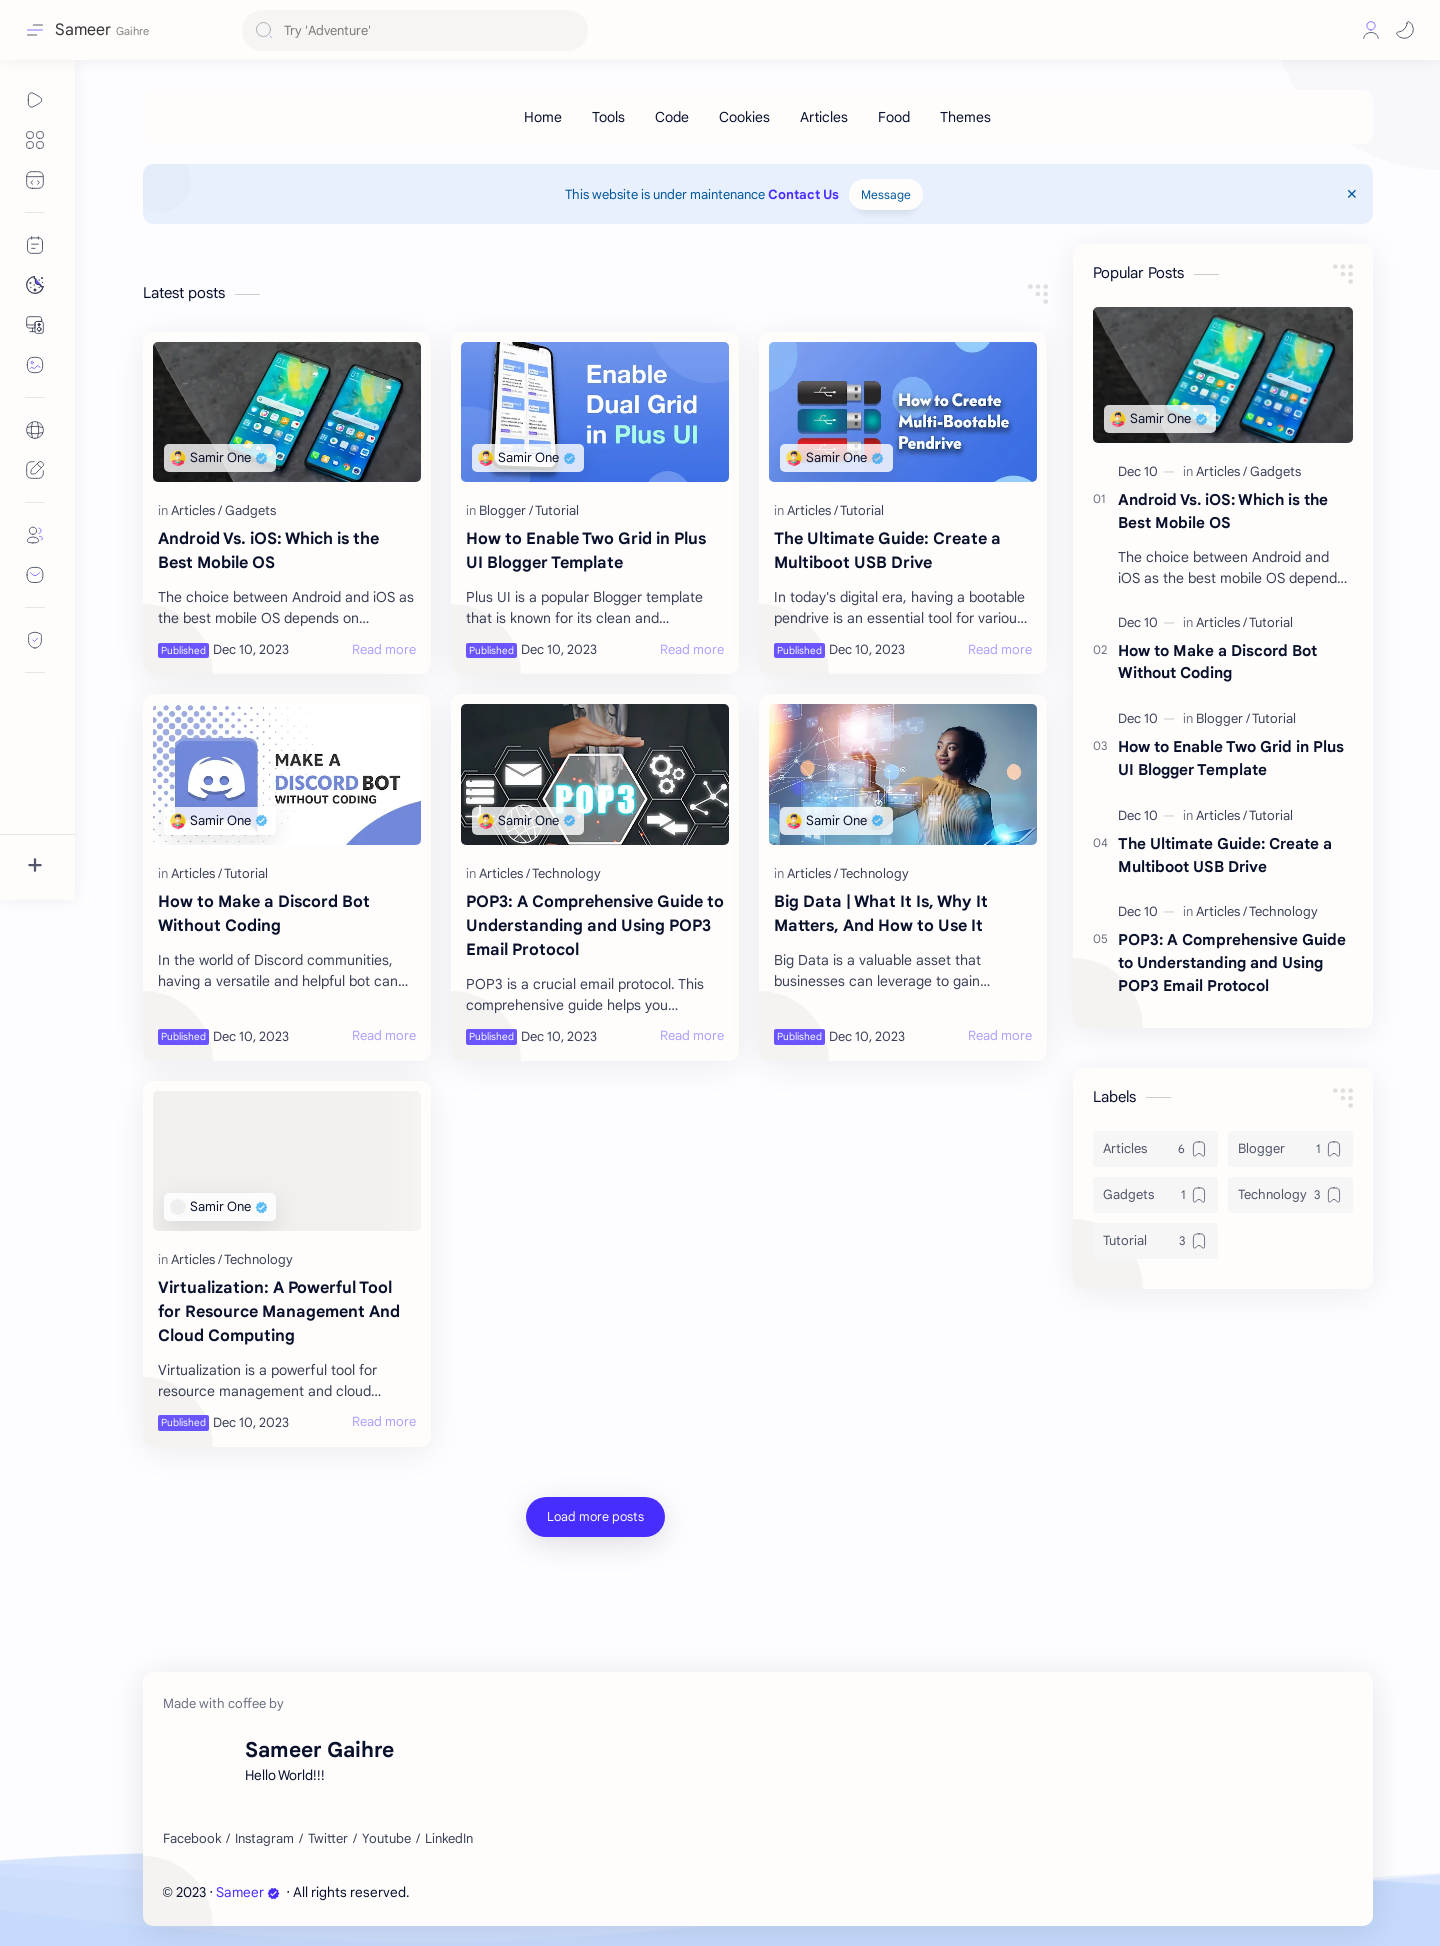 Sameer Gaihre
Try 'Adventure'
Home Tools Code Cookies Articles Food Themes
This website is under maintenance Contact Us Message
Latest posts
Samir One
in Articles / Gadgets
Android Vs. iOS: Which is the
Best Mobile OS
The choice between Android and iOS as
the best mobile OS depends on...
Published Dec 10, 2023 Read more
Enable
Dual Grid
in Plus UI
Samir One
in Blogger / Tutorial
How to Enable Two Grid in Plus
UI Blogger Template
Plus UI is a popular Blogger template
that is known for its clean and...
Published Dec 10, 2023 Read more
How to Create
Multi-Bootable
Pendrive
Samir One
in Articles / Tutorial
The Ultimate Guide: Create a
Multiboot USB Drive
In today's digital era, having a bootable
pendrive is an essential tool for variou...
Published Dec 10, 2023 Read more
MAKE A
DISCORD BOT
WITHOUT CODING
Samir One
in Articles / Tutorial
How to Make a Discord Bot
Without Coding
In the world of Discord communities,
having a versatile and helpful bot can...
Published Dec 10, 2023 Read more
POP3
Samir One
in Articles / Technology
POP3: A Comprehensive Guide to
Understanding and Using POP3
Email Protocol
POP3 is a crucial email protocol. This
comprehensive guide helps you...
Published Dec 10, 2023 Read more
Samir One
in Articles / Technology
Big Data | What It Is, Why It
Matters, And How to Use It
Big Data is a valuable asset that
businesses can leverage to gain...
Published Dec 10, 2023 Read more
Samir One
in Articles / Technology
Virtualization: A Powerful Tool
for Resource Management And
Cloud Computing
Virtualization is a powerful tool for
resource management and cloud...
Published Dec 10, 2023 Read more
Load more posts
Popular Posts
Samir One
Dec 10 in Articles / Gadgets
01 Android Vs. iOS: Which is the
Best Mobile OS
The choice between Android and
iOS as the best mobile OS depend...
Dec 10 in Articles / Tutorial
02 How to Make a Discord Bot
Without Coding
Dec 10 in Blogger / Tutorial
03 How to Enable Two Grid in Plus
UI Blogger Template
Dec 10 in Articles / Tutorial
04 The Ultimate Guide: Create a
Multiboot USB Drive
Dec 10 in Articles / Technology
05 POP3: A Comprehensive Guide
to Understanding and Using
POP3 Email Protocol
Labels
Articles 6 Blogger 1
Gadgets 1 Technology 3
Tutorial 3
Made with coffee by
Sameer Gaihre
Hello World!!!
Facebook / Instagram / Twitter / Youtube / LinkedIn
© 2023 · Sameer · All rights reserved.